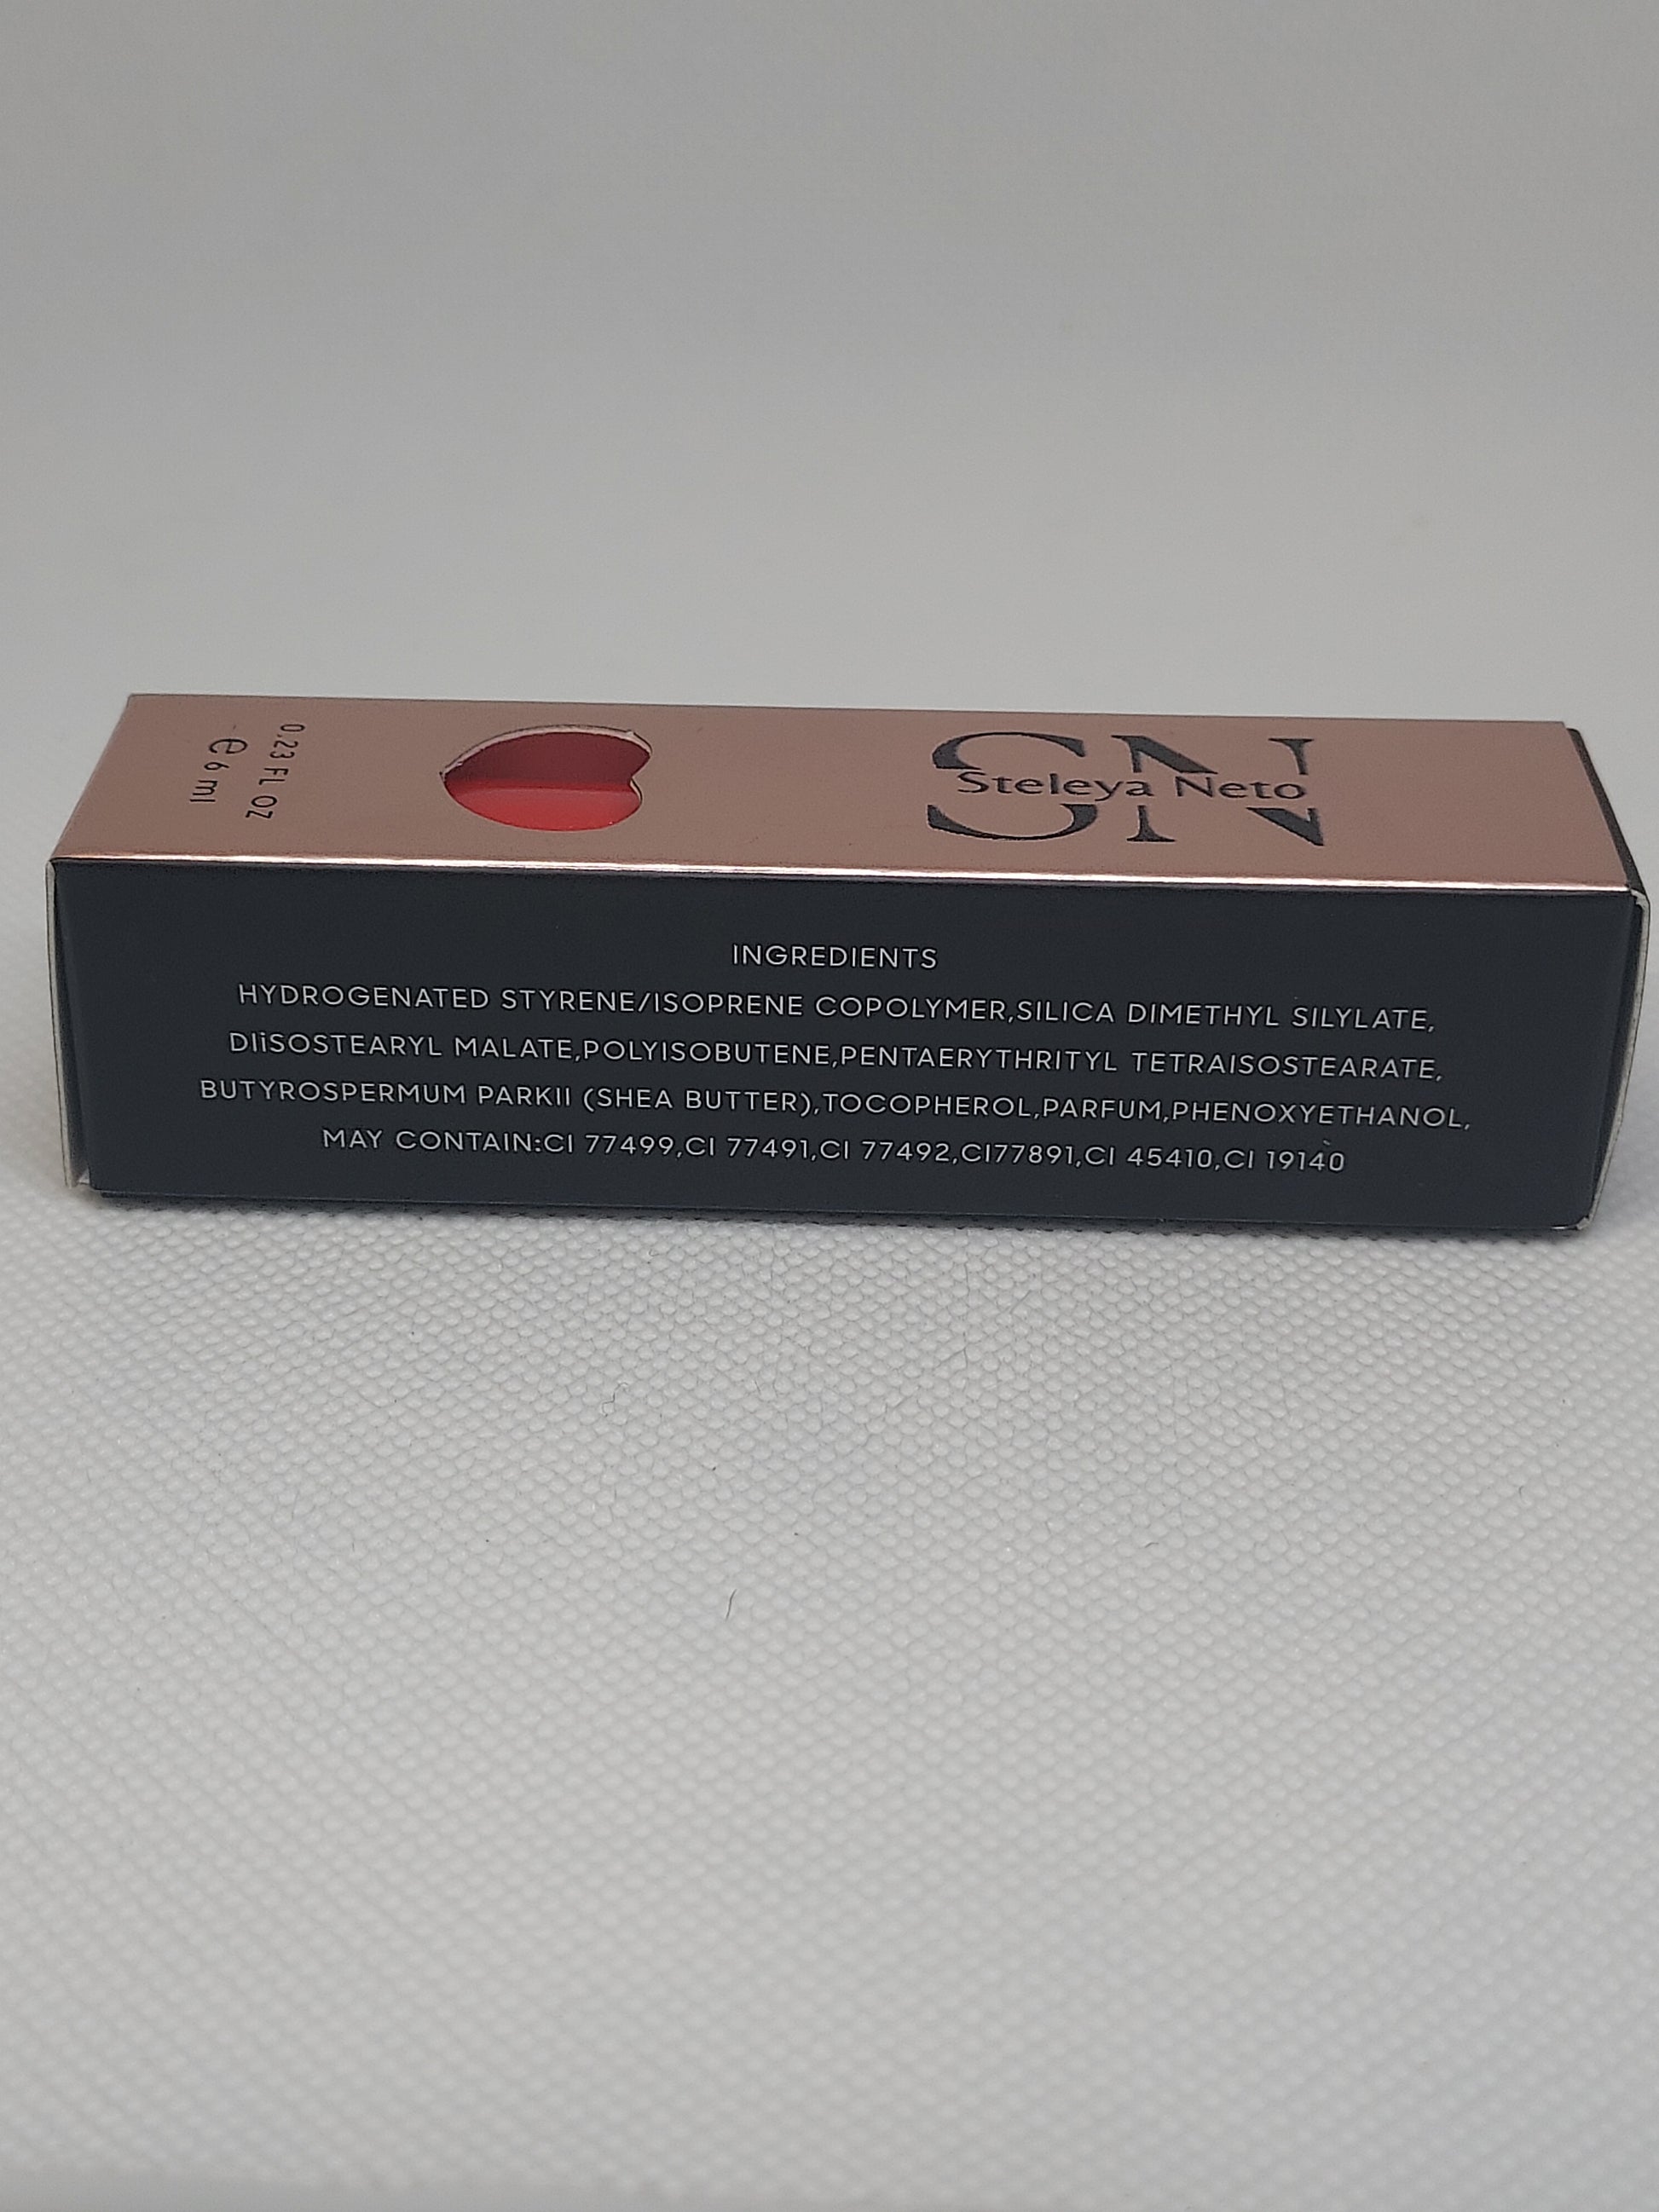 0.23 FL OZ
e 6 ml
SN
Steleya Neto
INGREDIENTS
HYDROGENATED STYRENE/ISOPRENE COPOLYMER,SILICA DIMETHYL SILYLATE,
DIiSOSTEARYL MALATE,POLYISOBUTENE,PENTAERYTHRITYL TETRAISOSTEARATE,
BUTYROSPERMUM PARKII (SHEA BUTTER),TOCOPHEROL,PARFUM,PHENOXYETHANOL,
MAY CONTAIN:CI 77499,CI 77491,CI 77492,CI77891,CI 45410,CI 19140